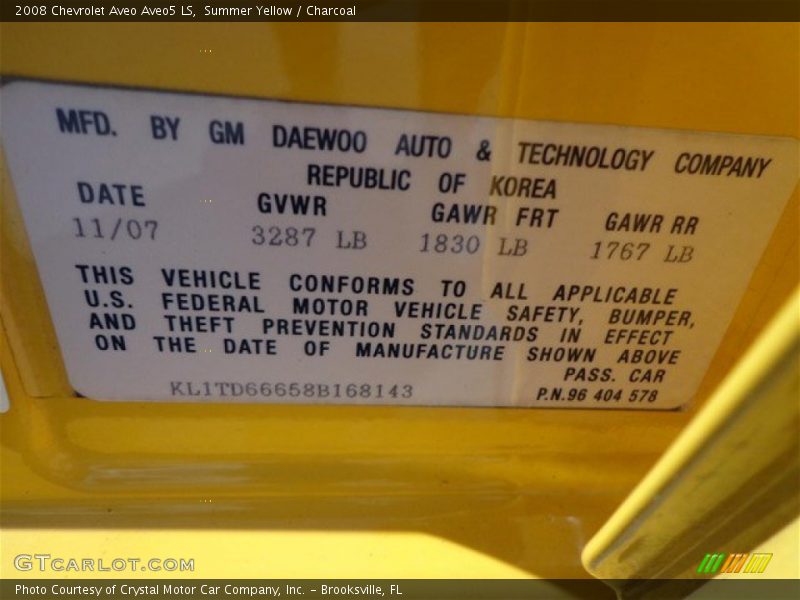 2008 Chevrolet Aveo Aveo5 LS, Summer Yellow / Charcoal
MFD. BY GM DAEWOO AUTO & TECHNOLOGY COMPANY
REPUBLIC OF KOREA
DATE GVWR GAWR FRT GAWR RR
11/07 3287 LB 1830 LB 1767 LB
THIS VEHICLE CONFORMS TO ALL APPLICABLE
U.S. FEDERAL MOTOR VEHICLE SAFETY, BUMPER,
AND THEFT PREVENTION STANDARDS IN EFFECT
ON THE DATE OF MANUFACTURE SHOWN ABOVE
PASS. CAR
KL1TD66658B168143 P.N.96 404 578
GTCARLOT.COM
Photo Courtesy of Crystal Motor Car Company, Inc. - Brooksville, FL